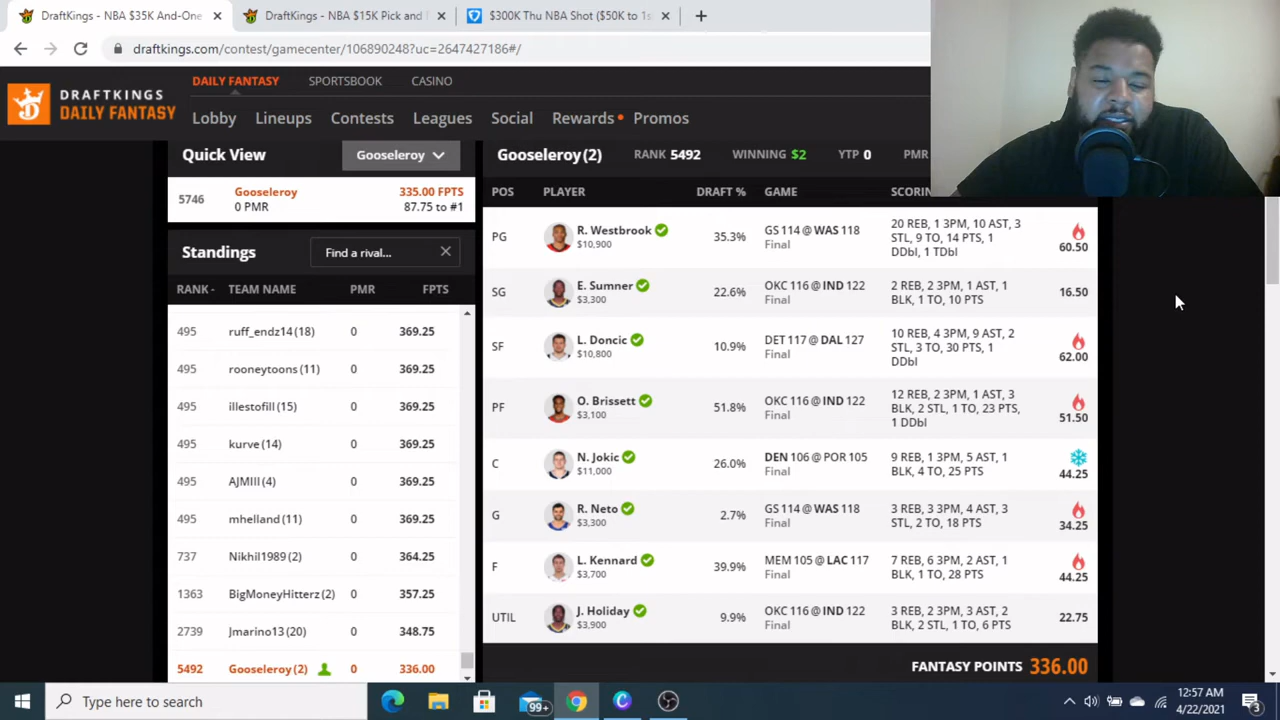 DraftKings - NBA $35K And-One
DraftKings - NBA $15K Pick and
$300K Thu NBA Shot ($50K to 1s
draftkings.com/contest/gamecenter/106890248?uc=2647427186#/
DRAFTKINGS
DAILY FANTASY
DAILY FANTASY SPORTSBOOK CASINO
Lobby Lineups Contests Leagues Social Rewards Promos
Quick View Gooseleroy
5746 Gooseleroy 335.00 FPTS
0 PMR 87.75 to #1
Standings Find a rival...
RANK TEAM NAME PMR FPTS
495 ruff_endz14 (18) 0 369.25
495 rooneytoons (11) 0 369.25
495 illestofill (15) 0 369.25
495 kurve (14) 0 369.25
495 AJMIII (4) 0 369.25
495 mhelland (11) 0 369.25
737 Nikhil1989 (2) 0 364.25
1363 BigMoneyHitterz (2) 0 357.25
2739 Jmarino13 (20) 0 348.75
5492 Gooseleroy (2) 0 336.00
Gooseleroy (2) RANK 5492 WINNING $2 YTP 0 PMR
POS PLAYER DRAFT % GAME SCORIN
PG R. Westbrook $10,900 35.3% GS 114 @ WAS 118 Final 20 REB, 1 3PM, 10 AST, 3
STL, 9 TO, 14 PTS, 1
DDbl, 1 TDbl 60.50
SG E. Sumner $3,300 22.6% OKC 116 @ IND 122 Final 2 REB, 2 3PM, 1 AST, 1
BLK, 1 TO, 10 PTS 16.50
SF L. Doncic $10,800 10.9% DET 117 @ DAL 127 Final 10 REB, 4 3PM, 9 AST, 2
STL, 3 TO, 30 PTS, 1
DDbl 62.00
PF O. Brissett $3,100 51.8% OKC 116 @ IND 122 Final 12 REB, 2 3PM, 1 AST, 3
BLK, 2 STL, 1 TO, 23 PTS,
1 DDbl 51.50
C N. Jokic $11,000 26.0% DEN 106 @ POR 105 Final 9 REB, 1 3PM, 5 AST, 1
BLK, 4 TO, 25 PTS 44.25
G R. Neto $3,300 2.7% GS 114 @ WAS 118 Final 3 REB, 3 3PM, 4 AST, 3
STL, 2 TO, 18 PTS 34.25
F L. Kennard $3,700 39.9% MEM 105 @ LAC 117 Final 7 REB, 6 3PM, 2 AST, 1
BLK, 1 TO, 28 PTS 44.25
UTIL J. Holiday $3,900 9.9% OKC 116 @ IND 122 Final 3 REB, 2 3PM, 3 AST, 2
BLK, 2 STL, 1 TO, 6 PTS 22.75
FANTASY POINTS 336.00
Type here to search
99+
12:57 AM
4/22/2021
3